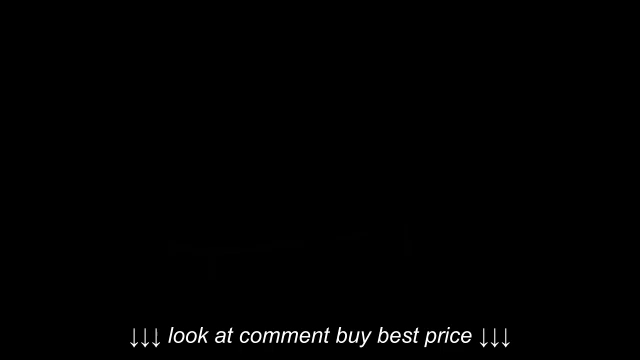 ↓↓↓ look at comment buy best price ↓↓↓